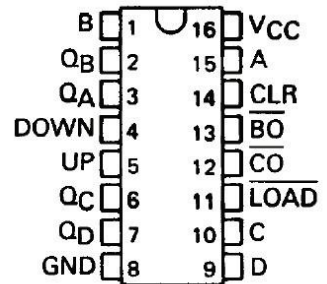 B 1 16 VCC
QB 2 15 A
QA 3 14 CLR
DOWN 4 13 BO
UP 5 12 CO
QC 6 11 LOAD
QD 7 10 C
GND 8 9 D